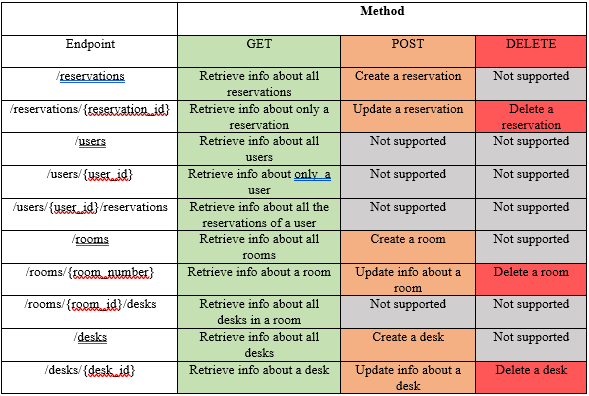 Method
Endpoint GET POST DELETE
/reservations Retrieve info about all Create a reservation Not supported
reservations
/reservations/{reservation_id} Retrieve info about only a Update a reservation Delete a
reservation reservation
/users Retrieve info about all Not supported Not supported
users
/users/{user_id} Retrieve info about only a Not supported Not supported
user
/users/{user_id}/reservations Retrieve info about all the Not supported Not supported
reservations of a user
/rooms Retrieve info about all Create a room Not supported
rooms
/rooms/{room_number} Retrieve info about a room Update info about a Delete a room
room
/rooms/{room_id}/desks Retrieve info about all Not supported Not supported
desks in a room
/desks Retrieve info about all Create a desk Not supported
desks
/desks/{desk_id} Retrieve info about a desk Update info about a Delete a desk
desk